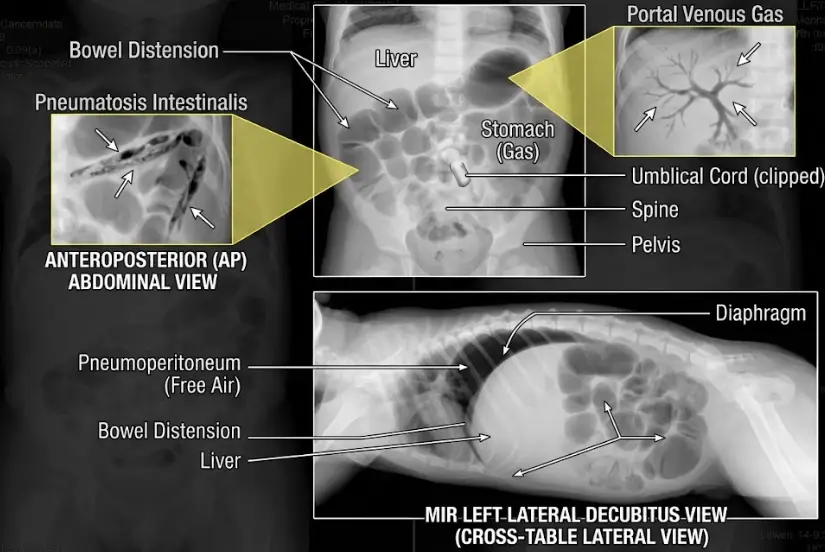 Portal Venous Gas
Bowel Distension
Liver
Pneumatosis Intestinalis
Stomach
(Gas)
Umblical Cord (clipped)
Spine
Pelvis
ANTEROPOSTERIOR (AP)
ABDOMINAL VIEW
Diaphragm
Pneumoperitoneum
(Free Air)
Bowel Distension
Liver
MIR LEFT LATERAL DECUBITUS VIEW
(CROSS-TABLE LATERAL VIEW)